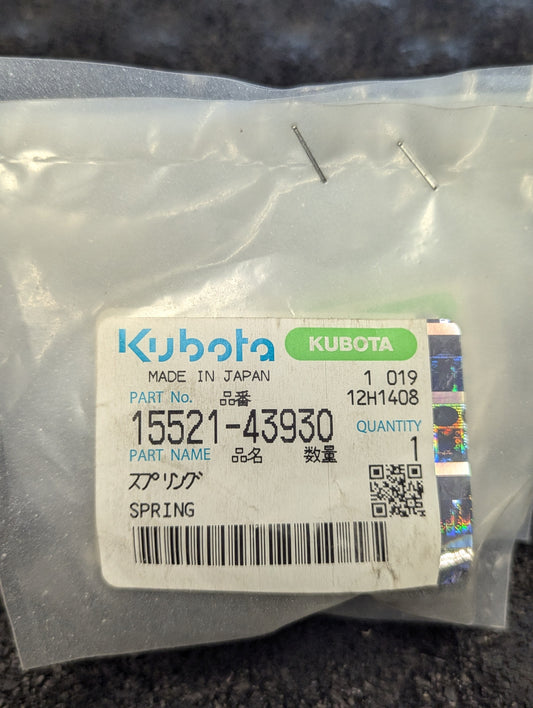 Kubota KUBOTA
MADE IN JAPAN 1 019
PART No. 品番 12H1408
15521-43930 QUANTITY
PART NAME 品名 数量 1
スプリング
SPRING